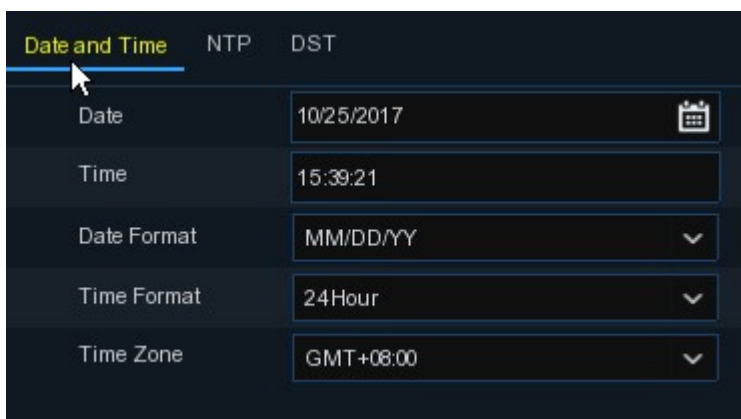 Date and Time NTP DST
Date 10/25/2017
Time 15:39:21
Date Format MM/DD/YY
Time Format 24Hour
Time Zone GMT+08:00